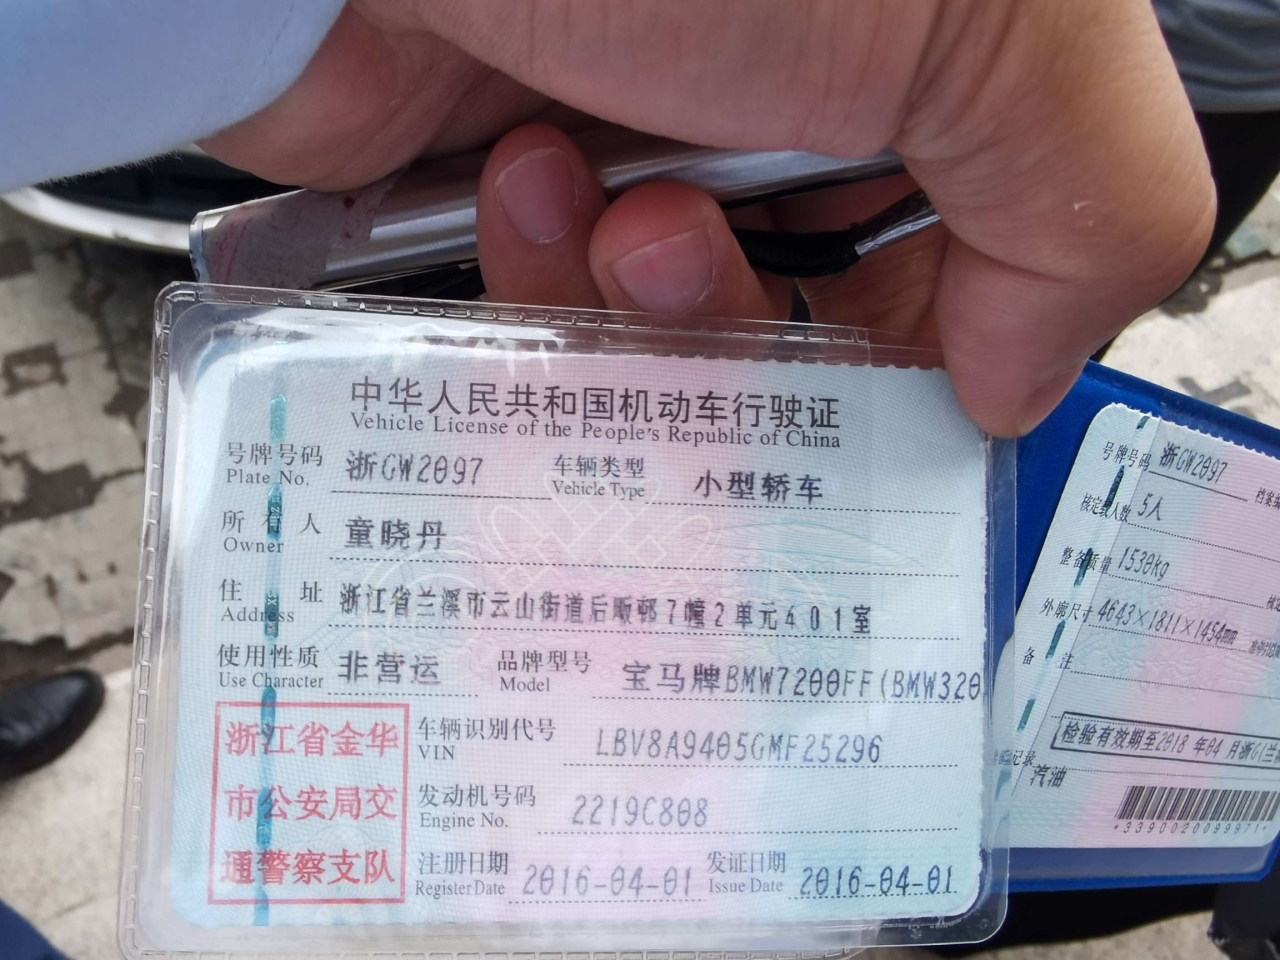 中华人民共和国机动车行驶证
Vehicle License of the People's Republic of China
号牌号码 浙GW2097 车辆类型 小型轿车
Plate No. Vehicle Type
所有人 童晓丹
Owner
住址 浙江省兰溪市云山街道后畈邨7幢2单元401室
Address
使用性质 非营运 品牌型号 宝马牌BMW7200FF(BMW320
Use Character Model
浙江省金华
市公安局交
通警察支队
车辆识别代号 LBV8A9405GMF25296
VIN
发动机号码 2219C808
Engine No.
注册日期 2016-04-01 发证日期 2016-04-01
Register Date Issue Date
号牌号码 浙GW2097
核定载人数 5人
整备质量 1530kg
外廓尺寸 4643×1811×1454mm
备注
检验有效期至2018年04月浙G(兰
记录
汽油
*3390020099971*